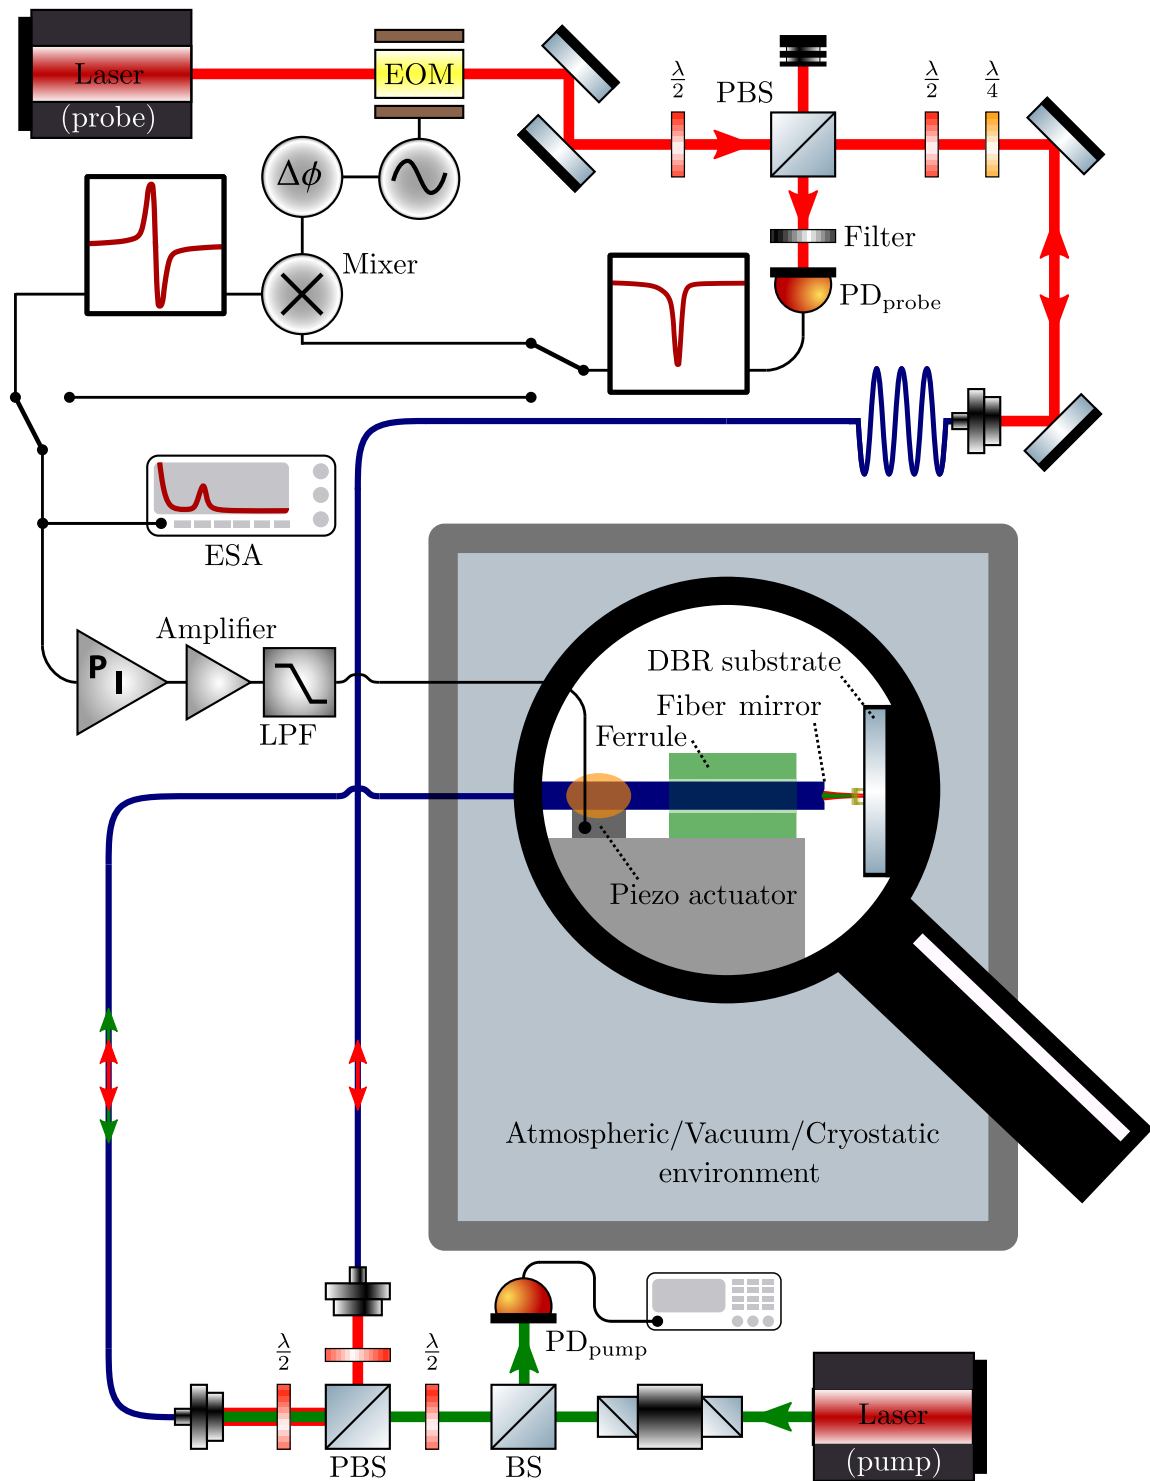 Laser
(probe)
EOM
λ/2
PBS
λ/2
λ/4
Δϕ
Mixer
Filter
PD_probe
ESA
Amplifier
P
I
LPF
DBR substrate
Fiber mirror
Ferrule
Piezo actuator
Atmospheric/Vacuum/Cryostatic
environment
λ/2
λ/2
PD_pump
Laser
(pump)
PBS
BS